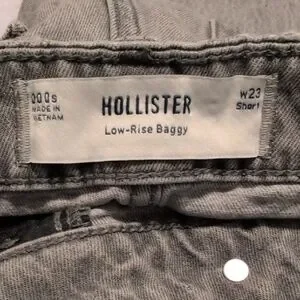 000s
MADE IN
VIETNAM
HOLLISTER
Low-Rise Baggy
W23
Short